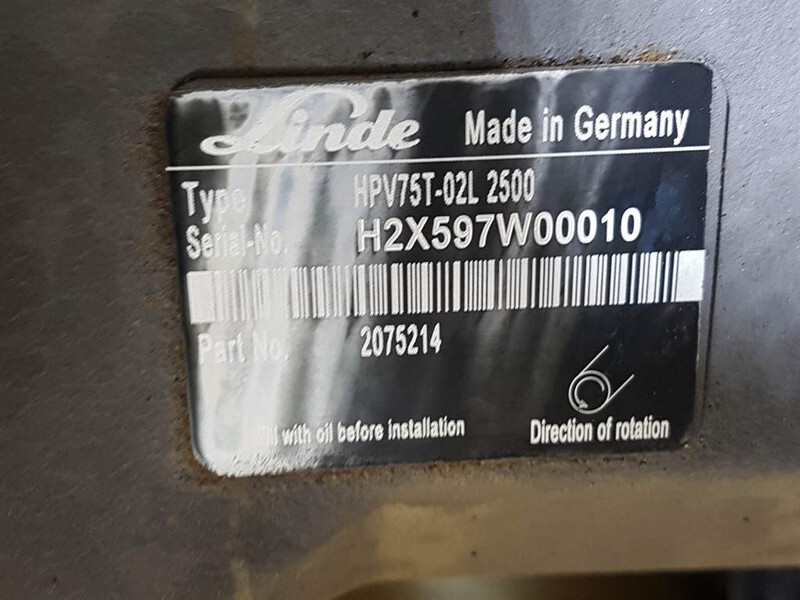 Linde Made in Germany
Type HPV75T-02L 2500
Serial-No. H2X597W00010
Part No. 2075214
with oil before installation Direction of rotation